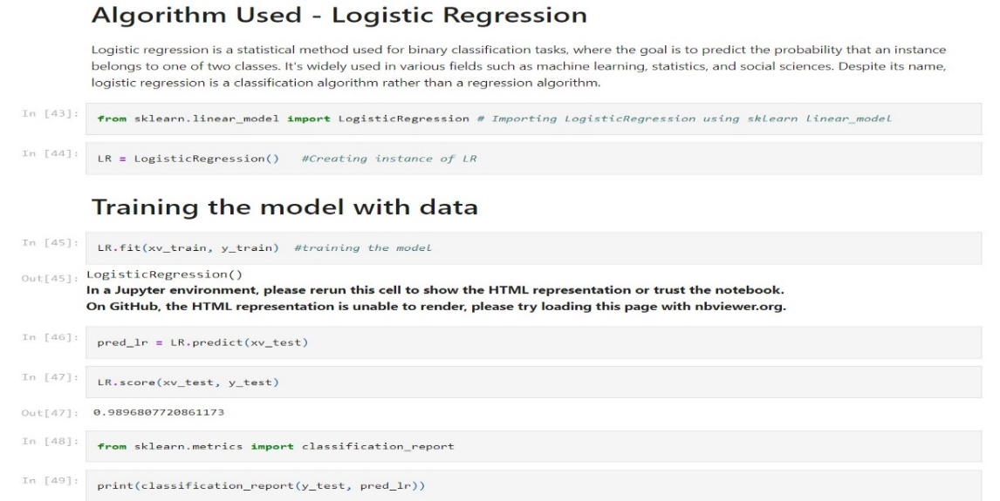 Algorithm Used - Logistic Regression
Logistic regression is a statistical method used for binary classification tasks, where the goal is to predict the probability that an instance
belongs to one of two classes. It's widely used in various fields such as machine learning, statistics, and social sciences. Despite its name,
logistic regression is a classification algorithm rather than a regression algorithm.
In [43]: from sklearn.linear_model import LogisticRegression # Importing LogisticRegression using sklearn linear_model
In [44]: LR = LogisticRegression() #Creating instance of LR
Training the model with data
In [45]: LR.fit(xv_train, y_train) #training the model
Out[45]: LogisticRegression()
In a Jupyter environment, please rerun this cell to show the HTML representation or trust the notebook.
On GitHub, the HTML representation is unable to render, please try loading this page with nbviewer.org.
In [46]: pred_lr = LR.predict(xv_test)
In [47]: LR.score(xv_test, y_test)
Out[47]: 0.9896807720861173
In [48]: from sklearn.metrics import classification_report
In [49]: print(classification_report(y_test, pred_lr))